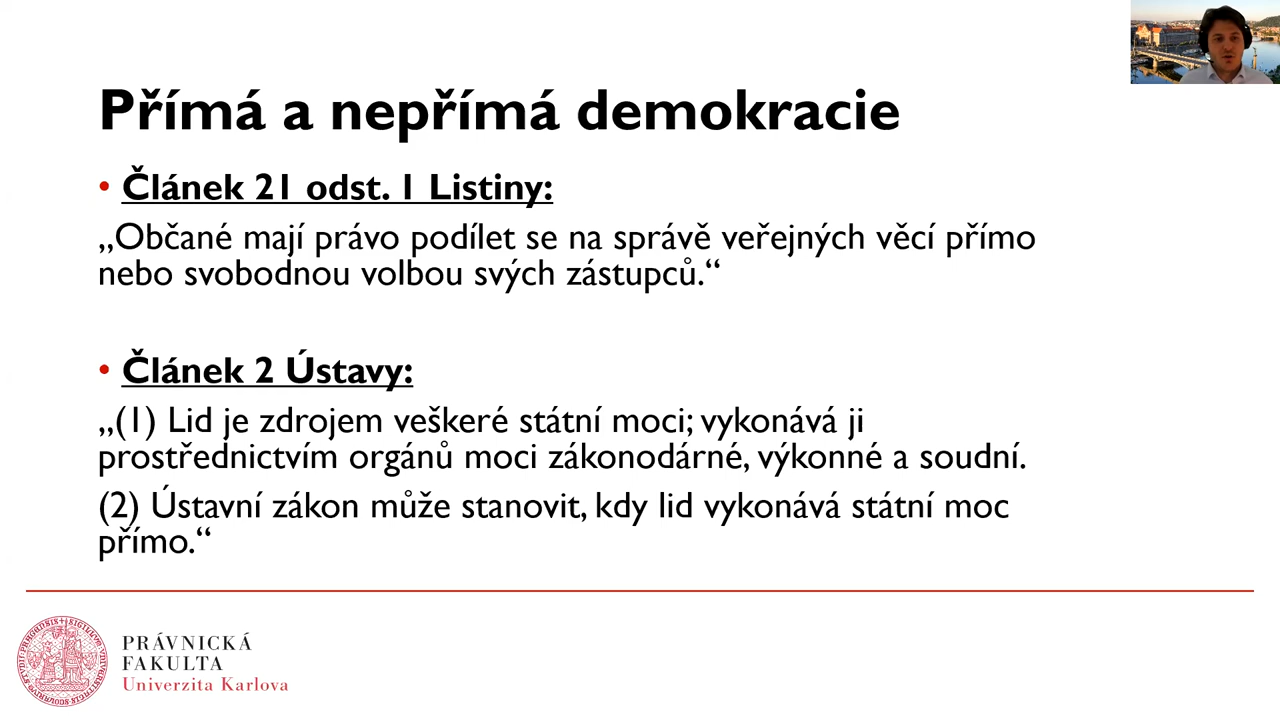 Přímá a nepřímá demokracie
• Článek 21 odst. 1 Listiny:
„Občané mají právo podílet se na správě veřejných věcí přímo
nebo svobodnou volbou svých zástupců.“
• Článek 2 Ústavy:
„(1) Lid je zdrojem veškeré státní moci; vykonává ji
prostřednictvím orgánů moci zákonodárné, výkonné a soudní.
(2) Ústavní zákon může stanovit, kdy lid vykonává státní moc
přímo.“
PRÁVNICKÁ
FAKULTA
Univerzita Karlova